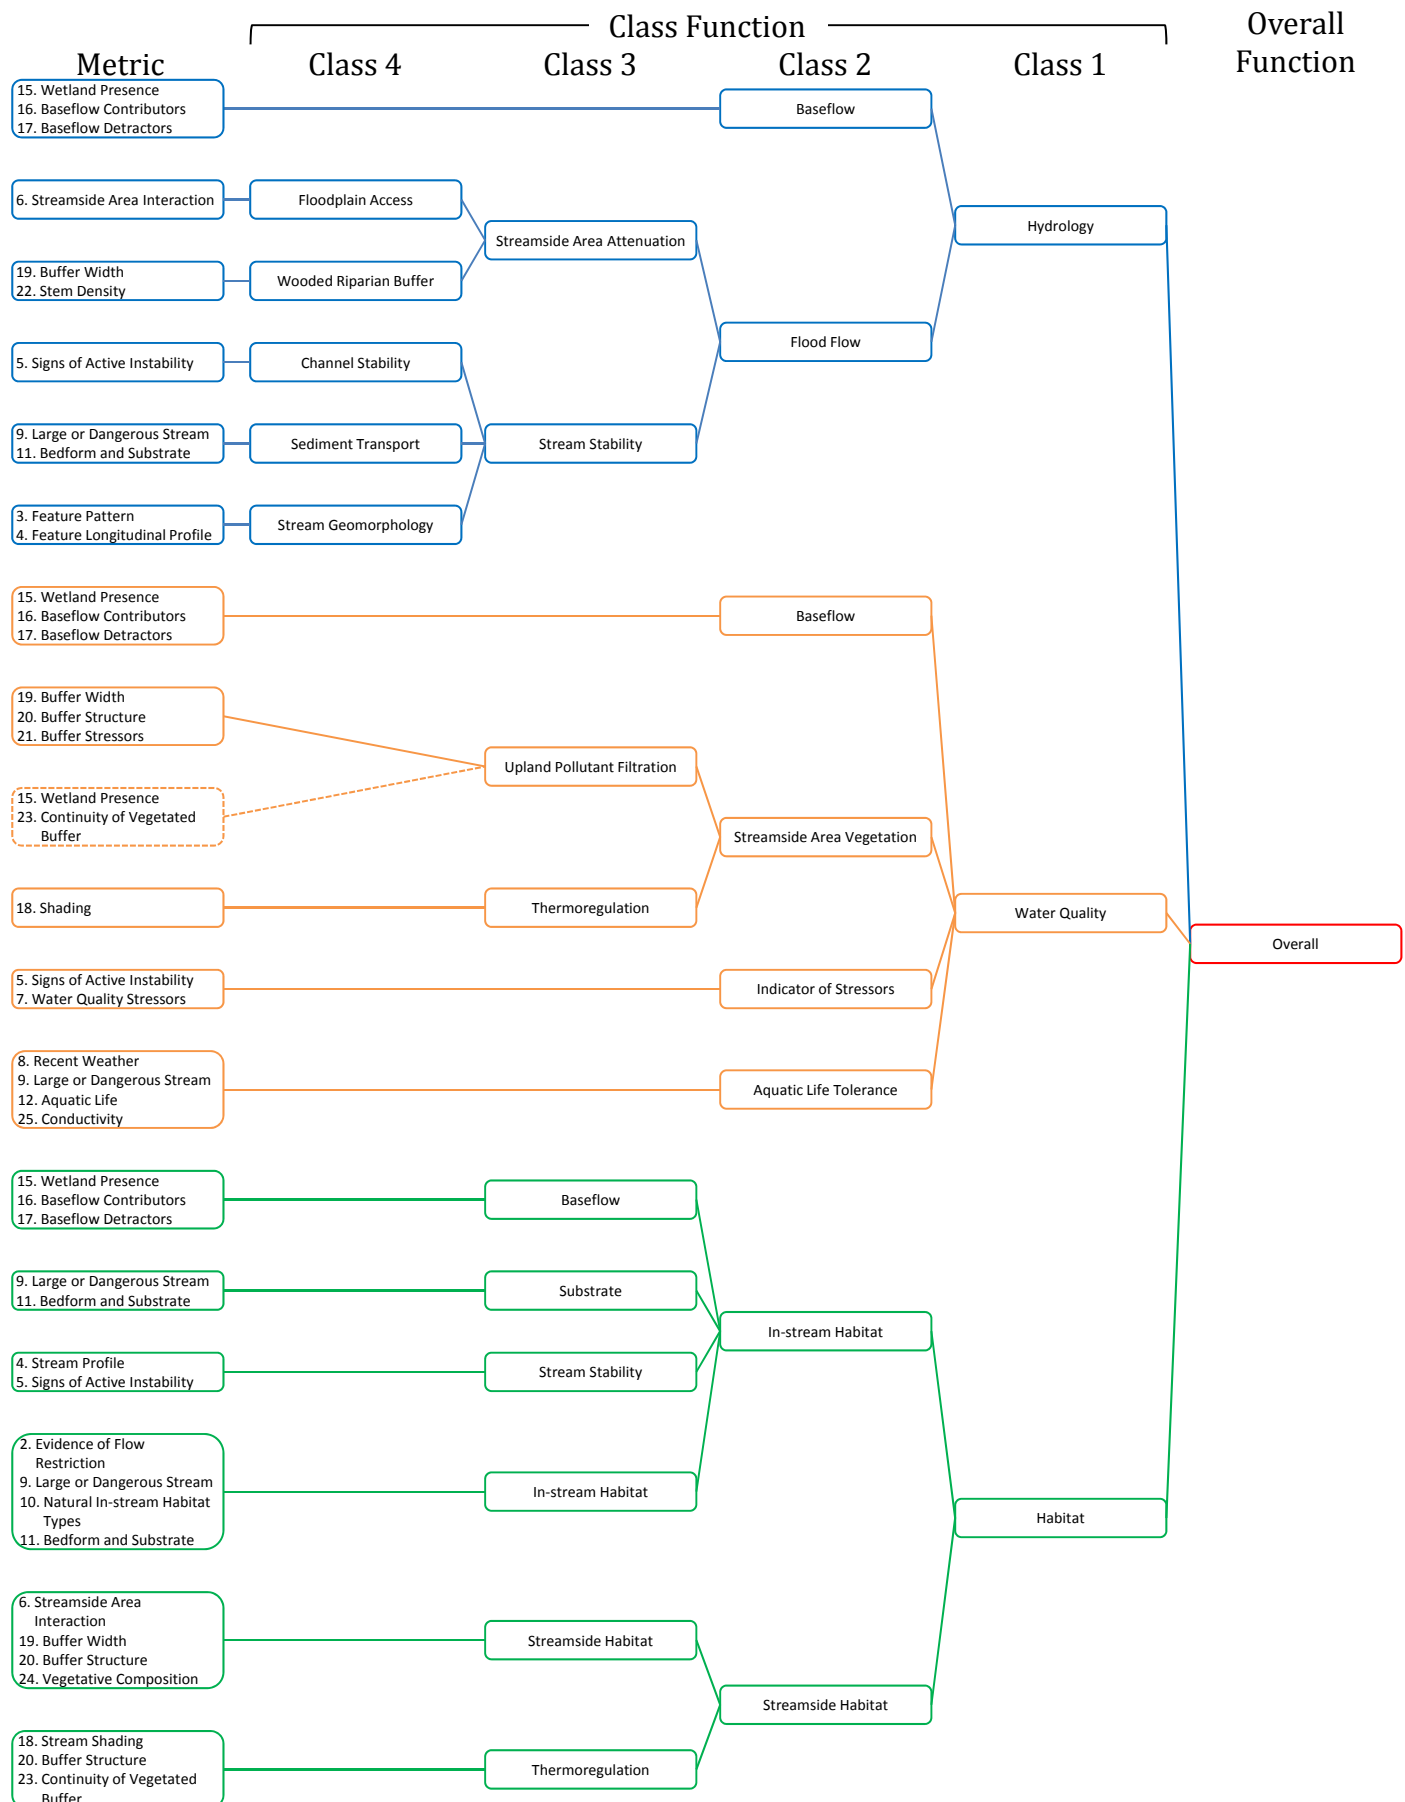 Class Function
Overall
Function
Metric
Class 4
Class 3
Class 2
Class 1
15. Wetland Presence
16. Baseflow Contributors
17. Baseflow Detractors
Baseflow
6. Streamside Area Interaction
Floodplain Access
Streamside Area Attenuation
Hydrology
19. Buffer Width
22. Stem Density
Wooded Riparian Buffer
Flood Flow
5. Signs of Active Instability
Channel Stability
9. Large or Dangerous Stream
11. Bedform and Substrate
Sediment Transport
Stream Stability
3. Feature Pattern
4. Feature Longitudinal Profile
Stream Geomorphology
15. Wetland Presence
16. Baseflow Contributors
17. Baseflow Detractors
Baseflow
19. Buffer Width
20. Buffer Structure
21. Buffer Stressors
Upland Pollutant Filtration
15. Wetland Presence
23. Continuity of Vegetated
Buffer
Streamside Area Vegetation
18. Shading
Thermoregulation
Water Quality
Overall
5. Signs of Active Instability
7. Water Quality Stressors
Indicator of Stressors
8. Recent Weather
9. Large or Dangerous Stream
12. Aquatic Life
25. Conductivity
Aquatic Life Tolerance
15. Wetland Presence
16. Baseflow Contributors
17. Baseflow Detractors
Baseflow
9. Large or Dangerous Stream
11. Bedform and Substrate
Substrate
In-stream Habitat
4. Stream Profile
5. Signs of Active Instability
Stream Stability
2. Evidence of Flow
Restriction
9. Large or Dangerous Stream
10. Natural In-stream Habitat
Types
11. Bedform and Substrate
In-stream Habitat
Habitat
6. Streamside Area
Interaction
19. Buffer Width
20. Buffer Structure
24. Vegetative Composition
Streamside Habitat
Streamside Habitat
18. Stream Shading
20. Buffer Structure
23. Continuity of Vegetated
Buffer
Thermoregulation